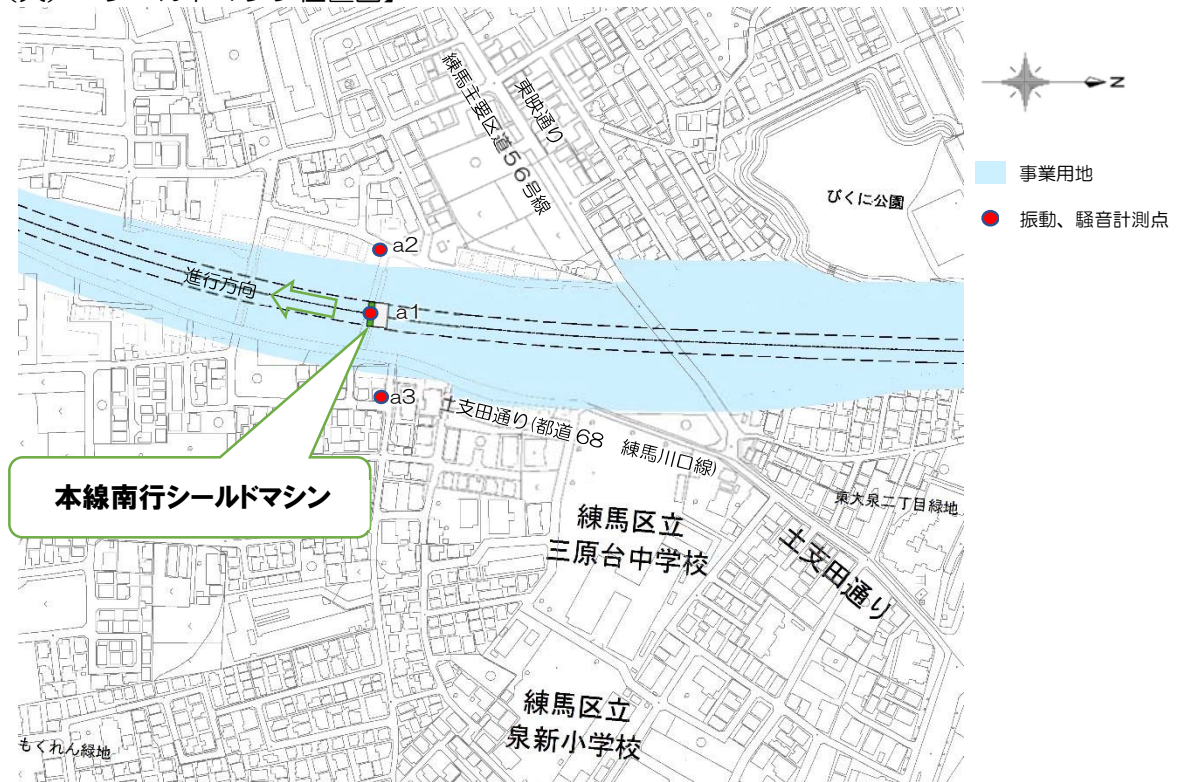 練馬主要区道56号線
東映通り
びくに公園
N
事業用地
振動、騒音計測点
a2
進行方向
a1
a3
土支田通り(都道68 練馬川口線)
本線南行シールドマシン
東大泉二丁目緑地
練馬区立
三原台中学校
土支田通り
練馬区立
泉新小学校
もくれん緑地